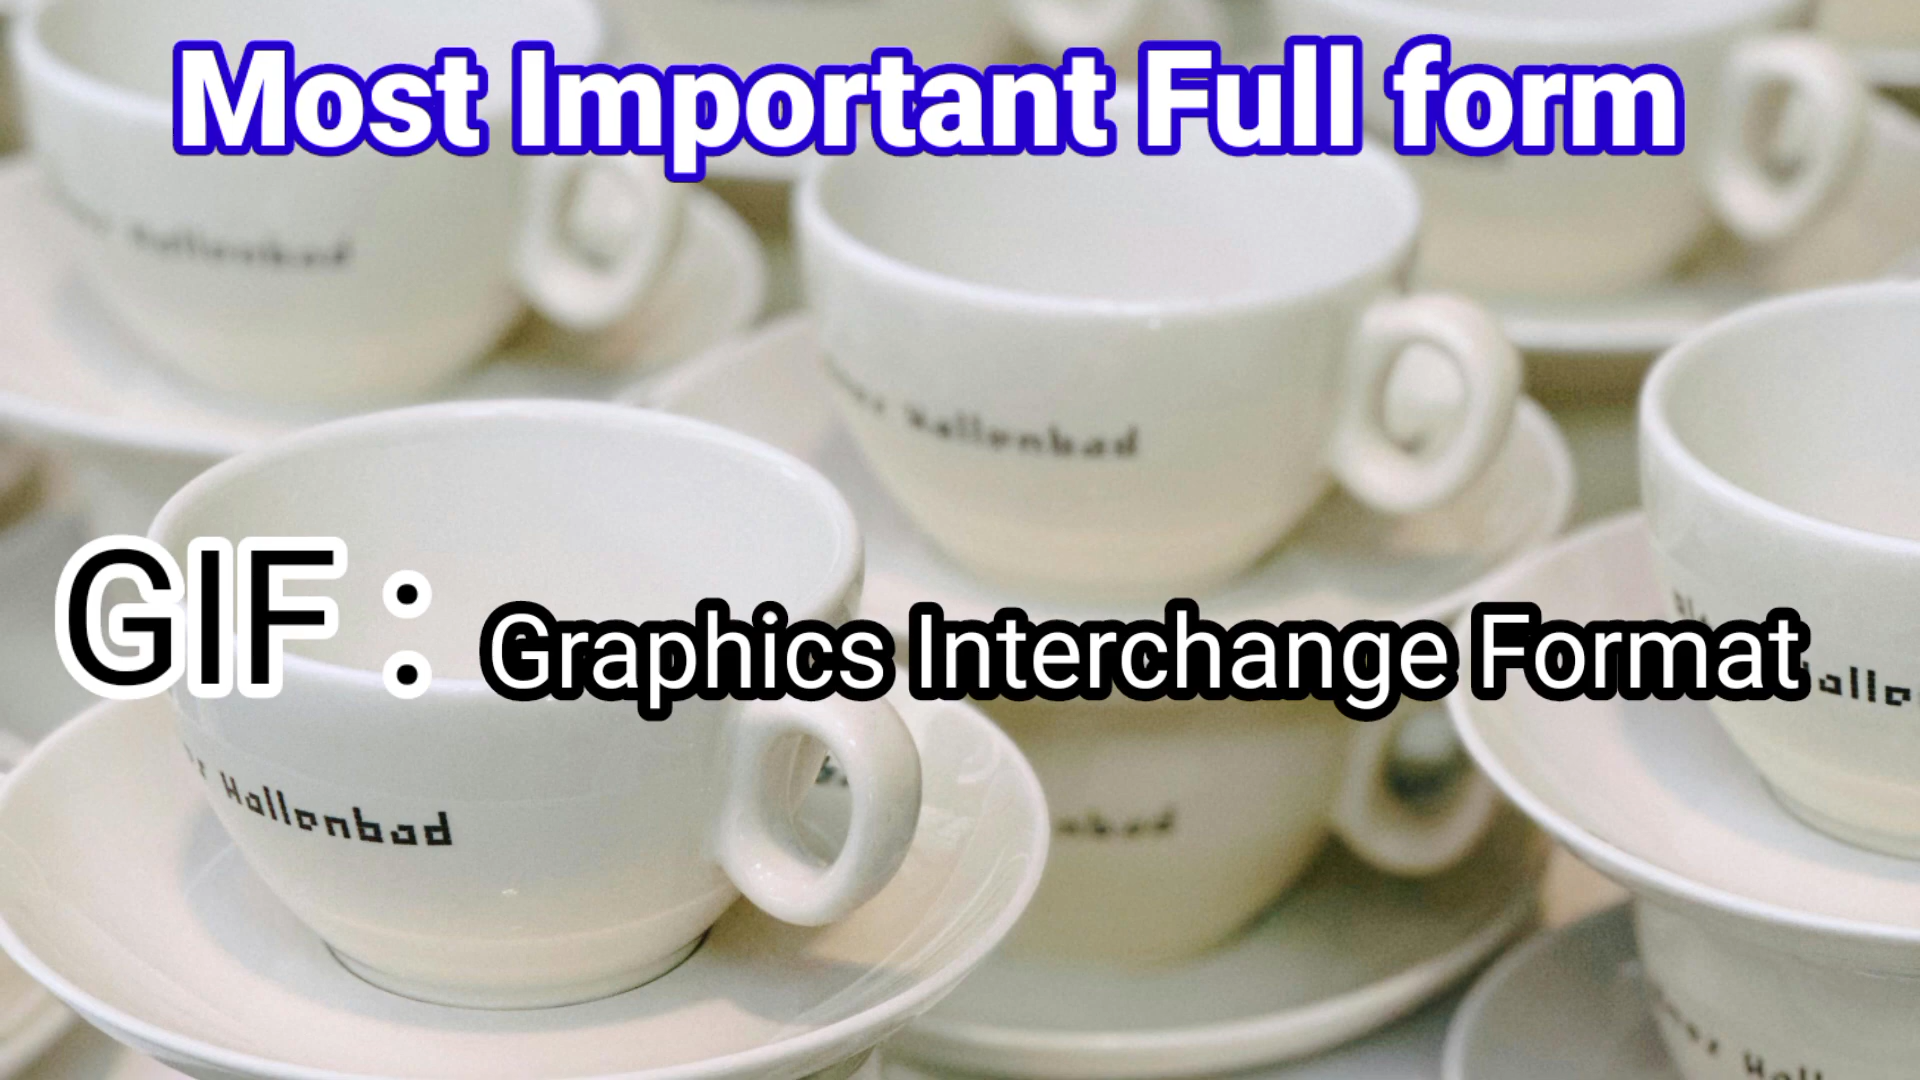 Most Important Full form
Hallenbad
Hallenbad
GIF :
Graphics Interchange Format
Hallenbad